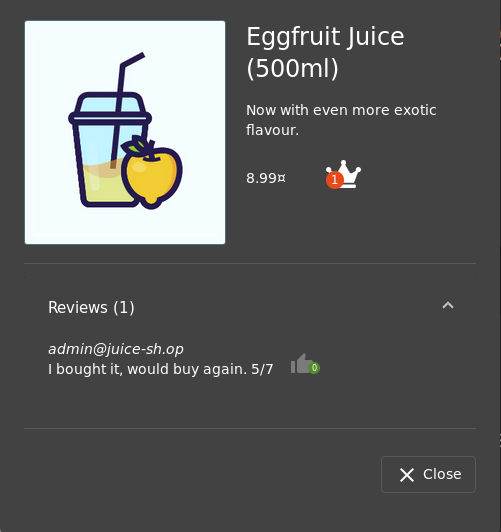 Eggfruit Juice
(500ml)
Now with even more exotic
flavour.
8.99¤
1
Reviews (1)
admin@juice-sh.op
I bought it, would buy again. 5/7
0
Close